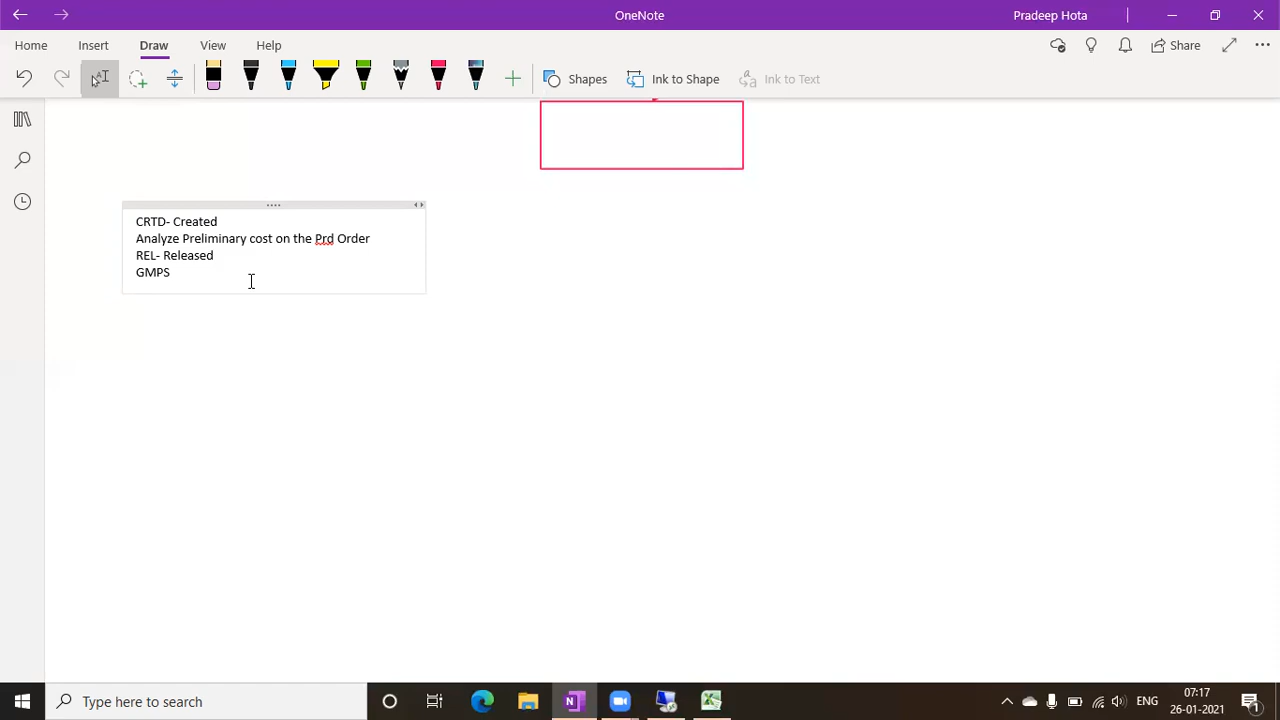 OneNote
Pradeep Hota
Home
Insert
Draw
View
Help
Share
Shapes
Ink to Shape
Ink to Text
CRTD- Created
Analyze Preliminary cost on the Prd Order
REL- Released
GMPS
Type here to search
ENG
07:17
26-01-2021